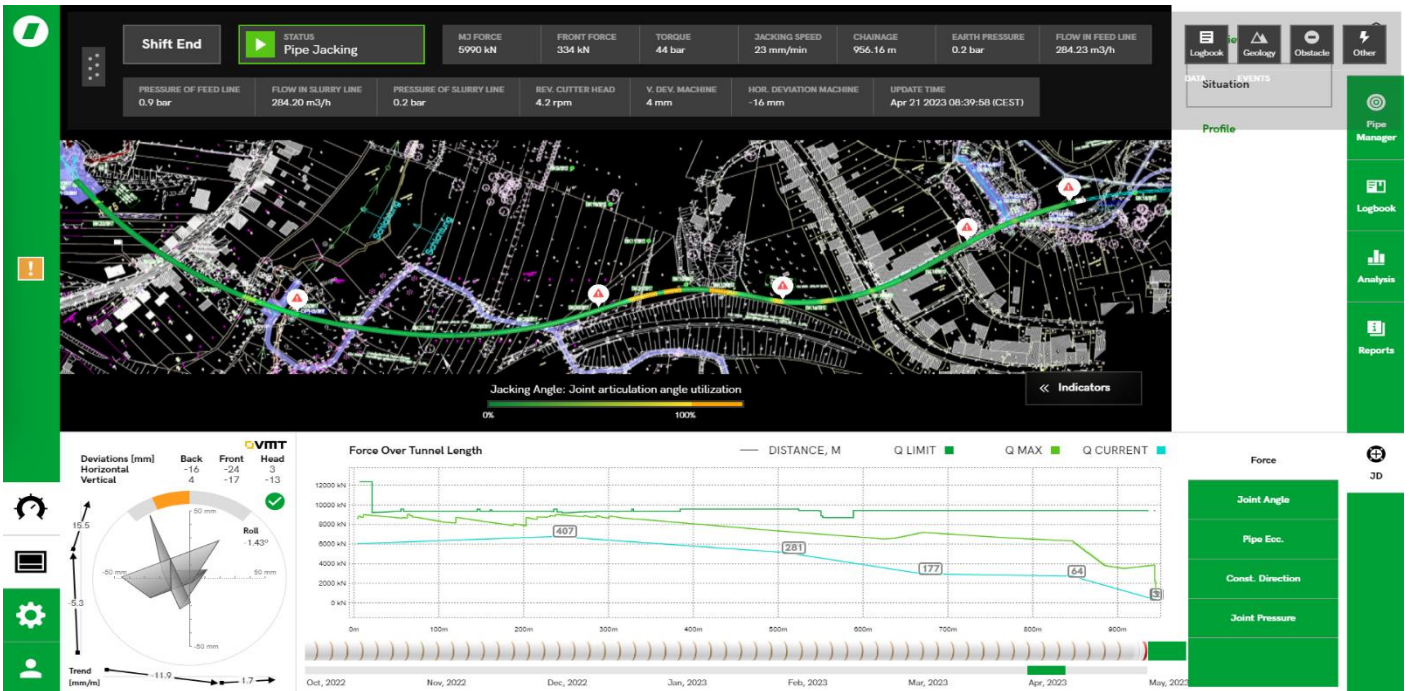 Shift End
STATUS
Pipe Jacking
MJ FORCE
5990 kN
FRONT FORCE
334 kN
TORQUE
44 bar
JACKING SPEED
23 mm/min
CHAINAGE
956.16 m
EARTH PRESSURE
0.2 bar
FLOW IN FEED LINE
284.23 m3/h
PRESSURE OF FEED LINE
0.9 bar
FLOW IN SLURRY LINE
284.20 m3/h
PRESSURE OF SLURRY LINE
0.2 bar
REV. CUTTER HEAD
4.2 rpm
V. DEV. MACHINE
4 mm
HOR. DEVIATION MACHINE
-16 mm
UPDATE TIME
Apr 21 2023 08:39:58 (CEST)
Logbook
Geology
Obstacle
Other
DATA EVENTS
Situation
Profile
Pipe
Manager
Logbook
Analysis
Reports
JD
Jacking Angle: Joint articulation angle utilization
0% 100%
« Indicators
VMT
Deviations [mm] Back Front Head
Horizontal -16 -24 3
Vertical 4 -17 -13
50 mm
Roll
-1.43°
-50 mm 50 mm
-50 mm
15.5
-5.3
Trend
[mm/m]
-11.9
1.7
Force Over Tunnel Length
DISTANCE, M Q LIMIT Q MAX Q CURRENT
12000 kN
10000 kN
8000 kN
6000 kN
4000 kN
2000 kN
0 kN
407
281
177
64
0m 100m 200m 300m 400m 500m 600m 700m 800m 900m
Oct, 2022 Nov, 2022 Dec, 2022 Jan, 2023 Feb, 2023 Mar, 2023 Apr, 2023 May, 2023
Force
Joint Angle
Pipe Ecc.
Const. Direction
Joint Pressure